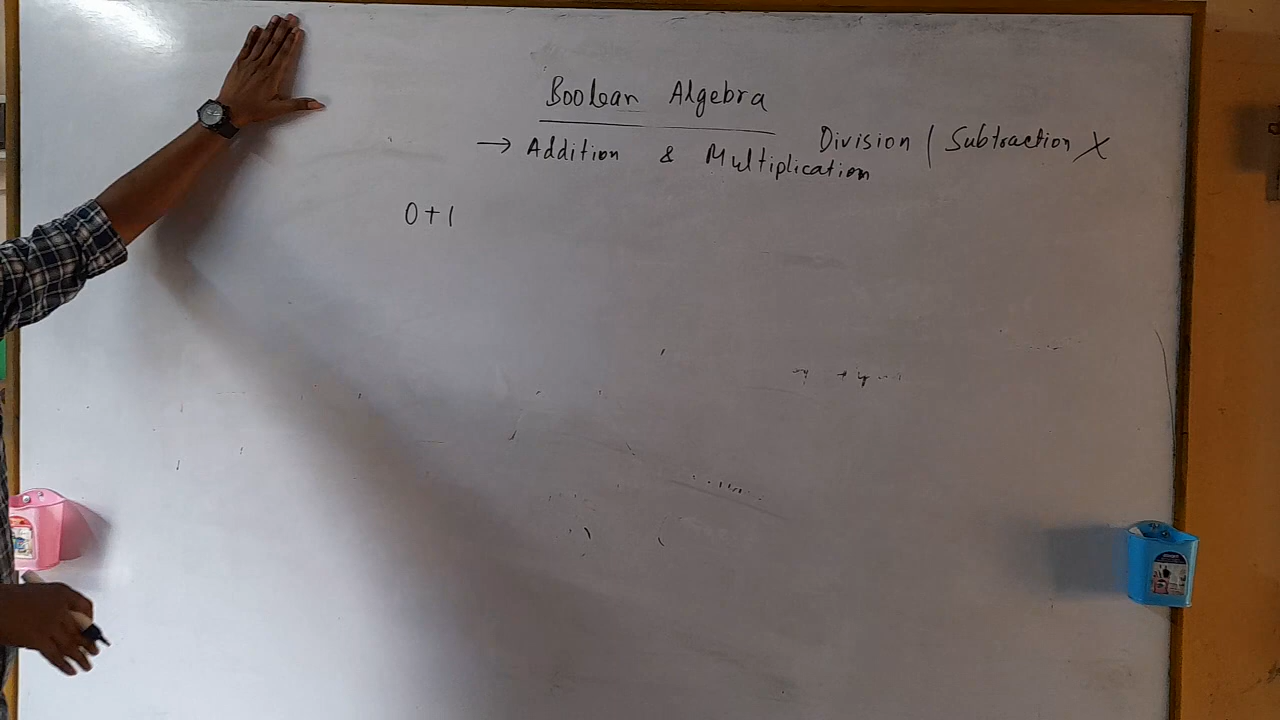 Boolean Algebra
Division / Subtraction X
→ Addition & Multiplication
0+1